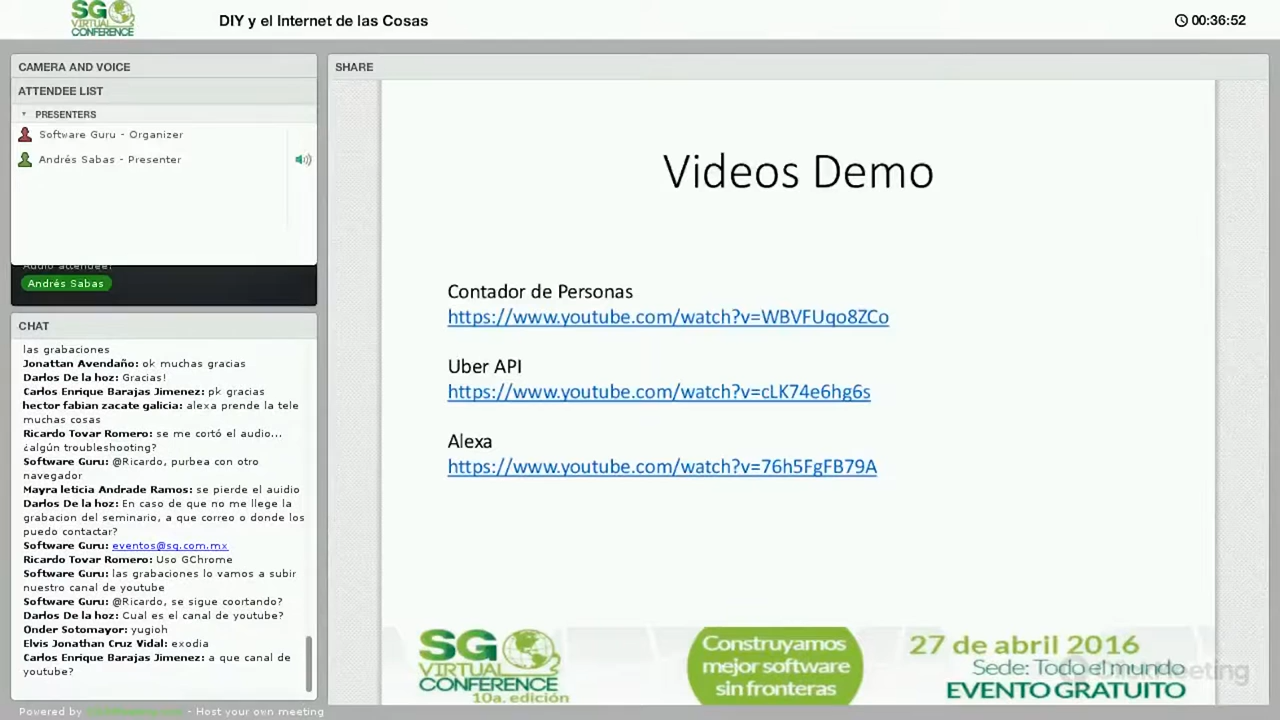 SG
VIRTUAL
CONFERENCE
DIY y el Internet de las Cosas
00:36:52
CAMERA AND VOICE
ATTENDEE LIST
PRESENTERS
Software Guru - Organizer
Andrés Sabas - Presenter
Audio attendee:
Andrés Sabas
CHAT
las grabaciones
Jonattan Avendaño: ok muchas gracias
Darlos De la hoz: Gracias!
Carlos Enrique Barajas Jimenez: pk gracias
hector fabian zacate galicia: alexa prende la tele
muchas cosas
Ricardo Tovar Romero: se me cortó el audio...
¿algún troubleshooting?
Software Guru: @Ricardo, purbea con otro
navegador
Mayra leticia Andrade Ramos: se pierde el auidio
Darlos De la hoz: En caso de que no me llege la
grabacion del seminario, a que correo o donde los
puedo contactar?
Software Guru: eventos@sg.com.mx
Ricardo Tovar Romero: Uso GChrome
Software Guru: las grabaciones lo vamos a subir
nuestro canal de youtube
Software Guru: @Ricardo, se sigue coortando?
Darlos De la hoz: Cual es el canal de youtube?
Onder Sotomayor: yugioh
Elvis Jonathan Cruz Vidal: exodia
Carlos Enrique Barajas Jimenez: a que canal de
youtube?
Powered by - Host your own meeting
SHARE
Videos Demo
Contador de Personas
https://www.youtube.com/watch?v=WBVFUqo8ZCo
Uber API
https://www.youtube.com/watch?v=cLK74e6hg6s
Alexa
https://www.youtube.com/watch?v=76h5FgFB79A
SG
VIRTUAL
CONFERENCE
10a. edición
Construyamos
mejor software
sin fronteras
27 de abril 2016
Sede: Todo el mundo
EVENTO GRATUITO
ClickMeeting